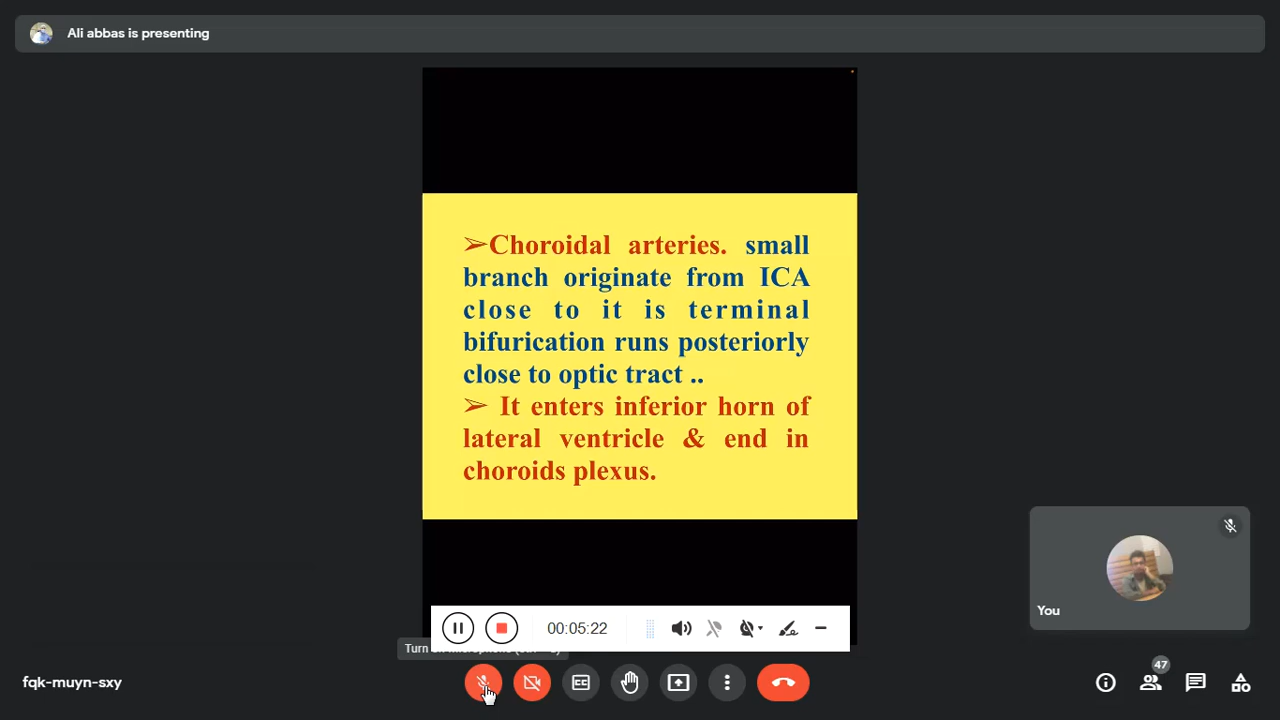 Ali abbas is presenting
➢Choroidal arteries. small
branch originate from ICA
close to it is terminal
bifurication runs posteriorly
close to optic tract ..
➢ It enters inferior horn of
lateral ventricle & end in
choroids plexus.
You
00:05:22
Turn
fqk-muyn-sxy
CC
47